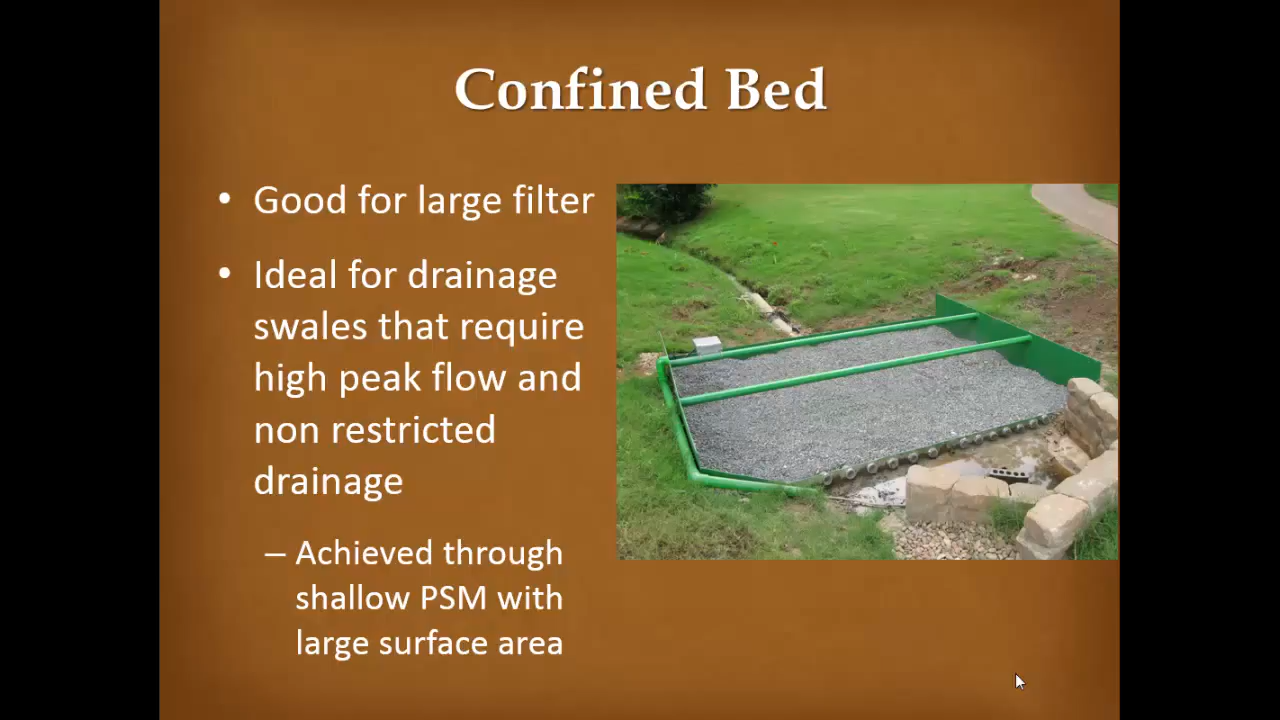 Confined Bed
• Good for large filter
• Ideal for drainage
swales that require
high peak flow and
non restricted
drainage
– Achieved through
shallow PSM with
large surface area